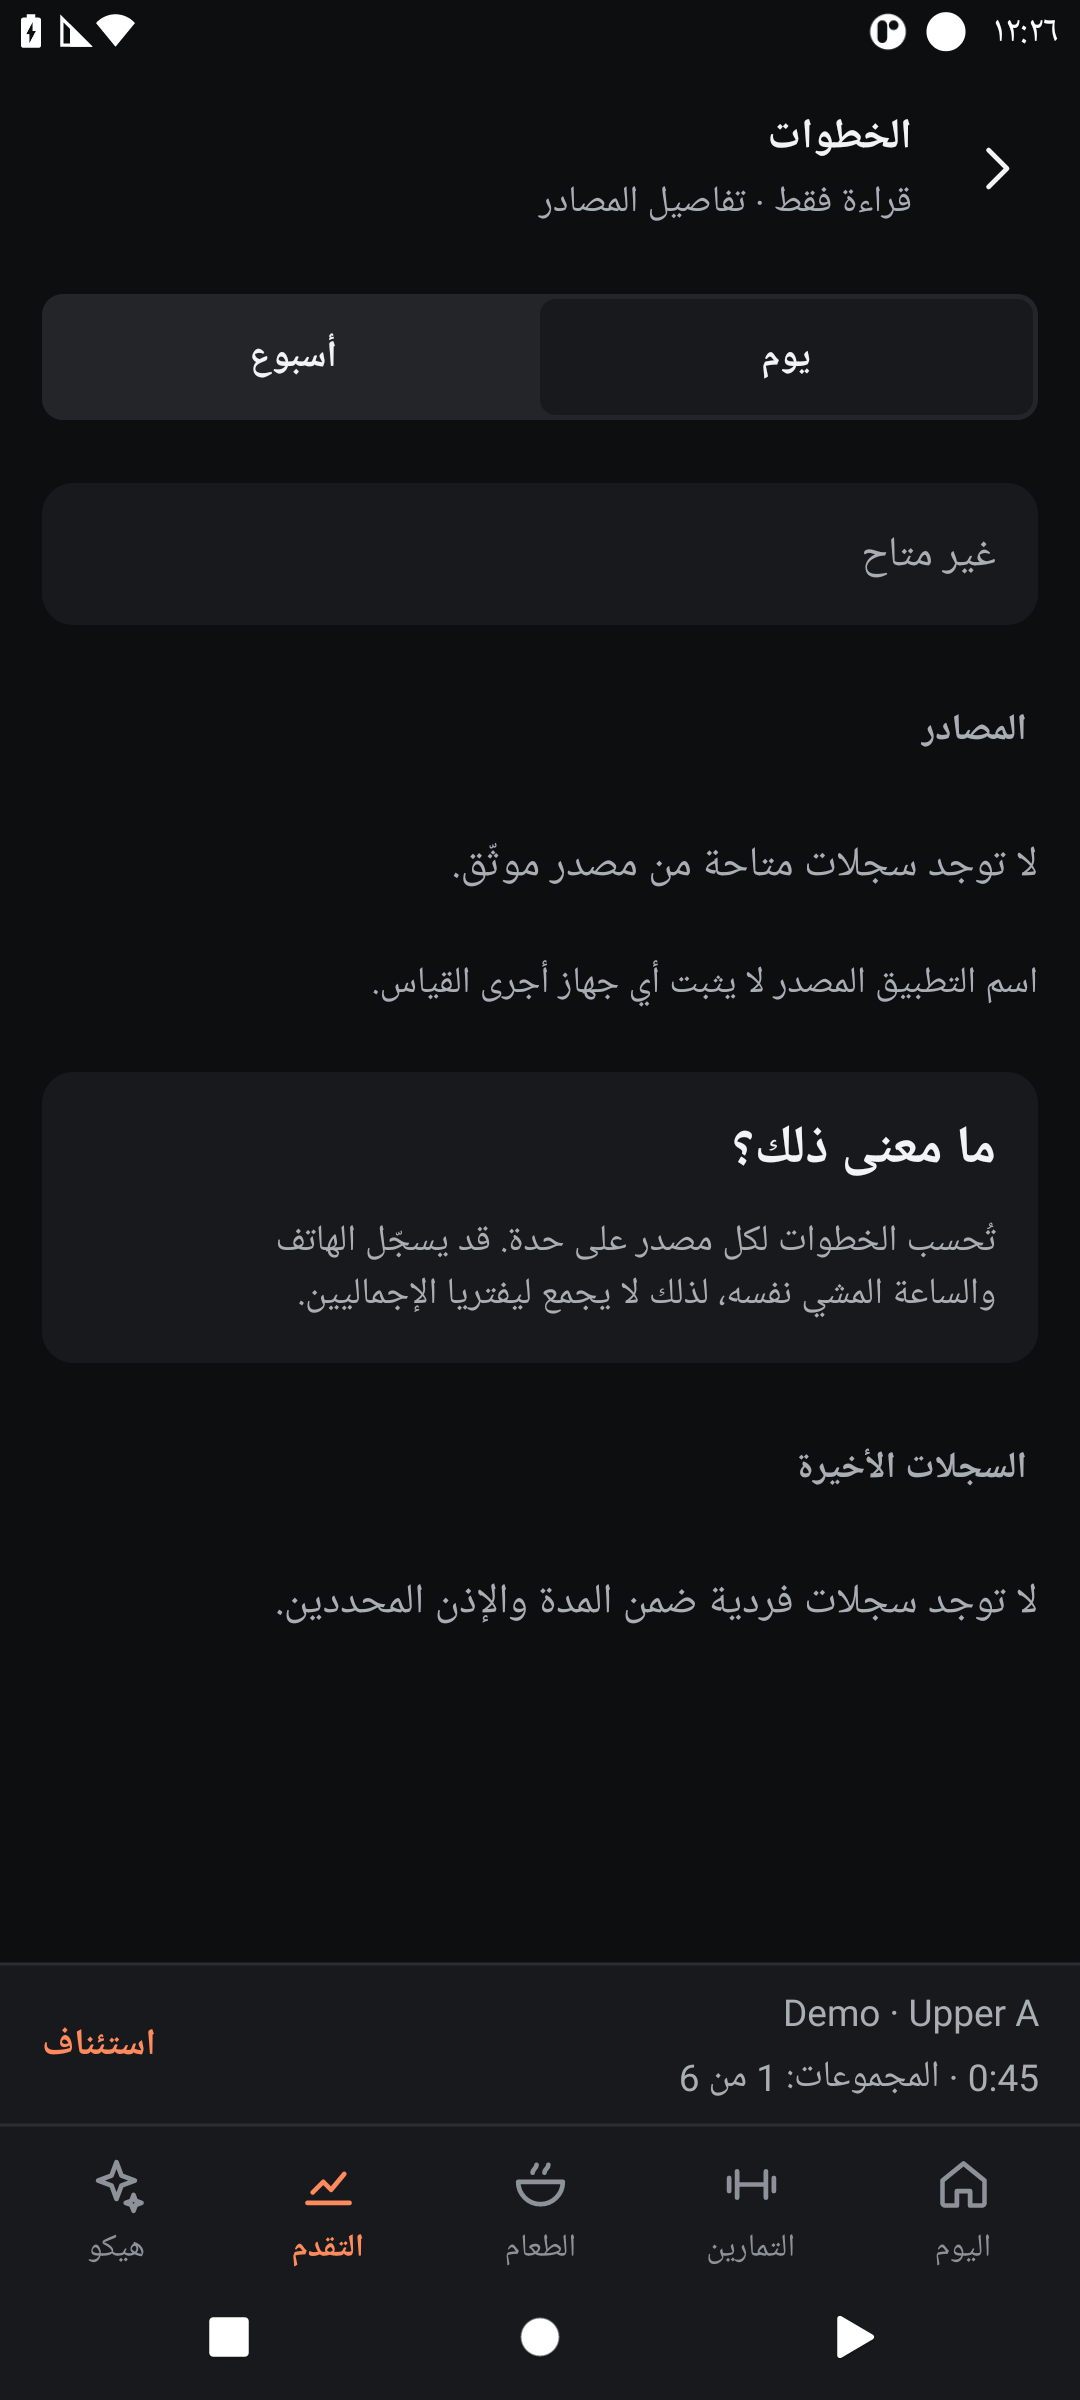 ١٢:٢٦
الخطوات
قراءة فقط · تفاصيل المصادر
يوم
أسبوع
غير متاح
المصادر
لا توجد سجلات متاحة من مصدر موثّق.
اسم التطبيق المصدر لا يثبت أي جهاز أجرى القياس.
ما معنى ذلك؟
تُحسب الخطوات لكل مصدر على حدة. قد يسجّل الهاتف
والساعة المشي نفسه، لذلك لا يجمع ليفتريا الإجماليين.
السجلات الأخيرة
لا توجد سجلات فردية ضمن المدة والإذن المحددين.
Demo · Upper A
0:45 · المجموعات: 1 من 6
استئناف
اليوم
التمارين
الطعام
التقدم
هيكو